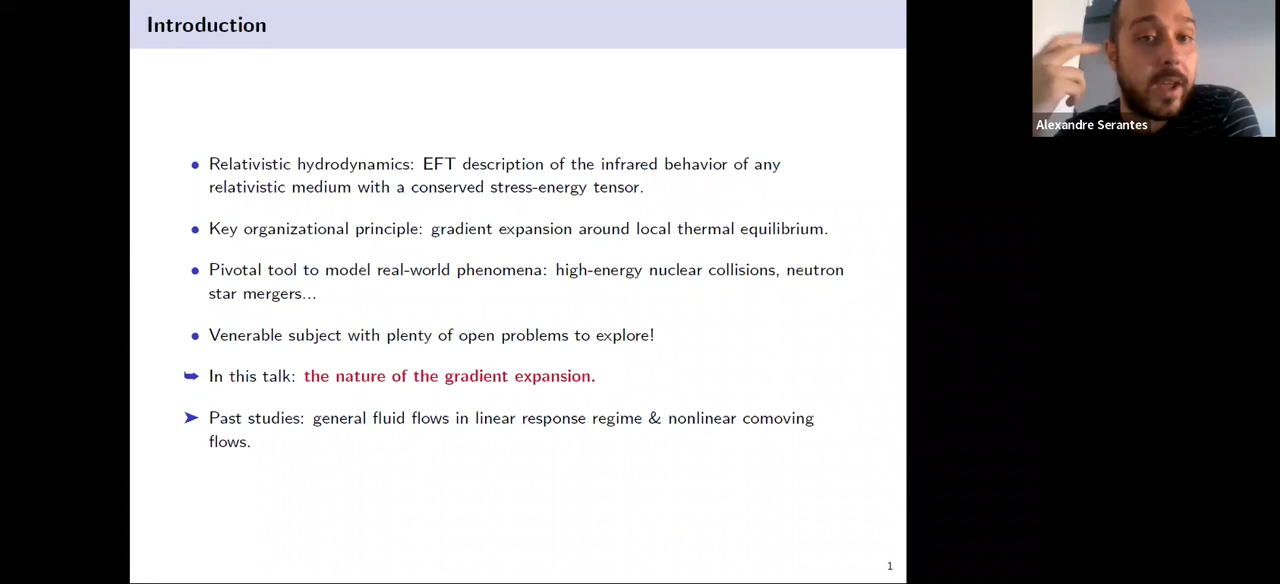 Introduction
Alexandre Serantes
• Relativistic hydrodynamics: EFT description of the infrared behavior of any
relativistic medium with a conserved stress-energy tensor.
• Key organizational principle: gradient expansion around local thermal equilibrium.
• Pivotal tool to model real-world phenomena: high-energy nuclear collisions, neutron
star mergers...
• Venerable subject with plenty of open problems to explore!
➥ In this talk: the nature of the gradient expansion.
➤ Past studies: general fluid flows in linear response regime & nonlinear comoving
flows.
1